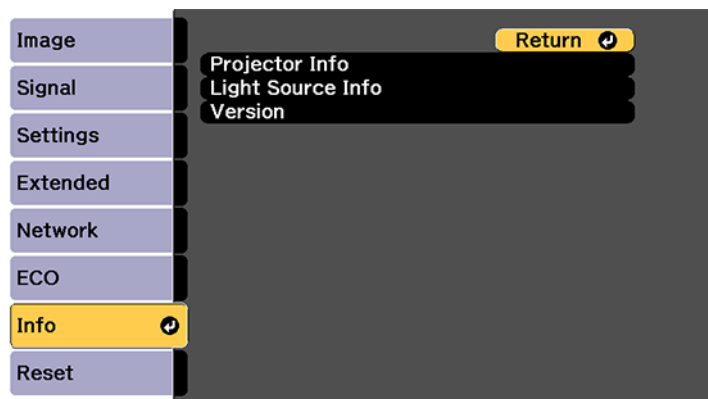 Image
Signal
Settings
Extended
Network
ECO
Info
Reset
Return
Projector Info
Light Source Info
Version